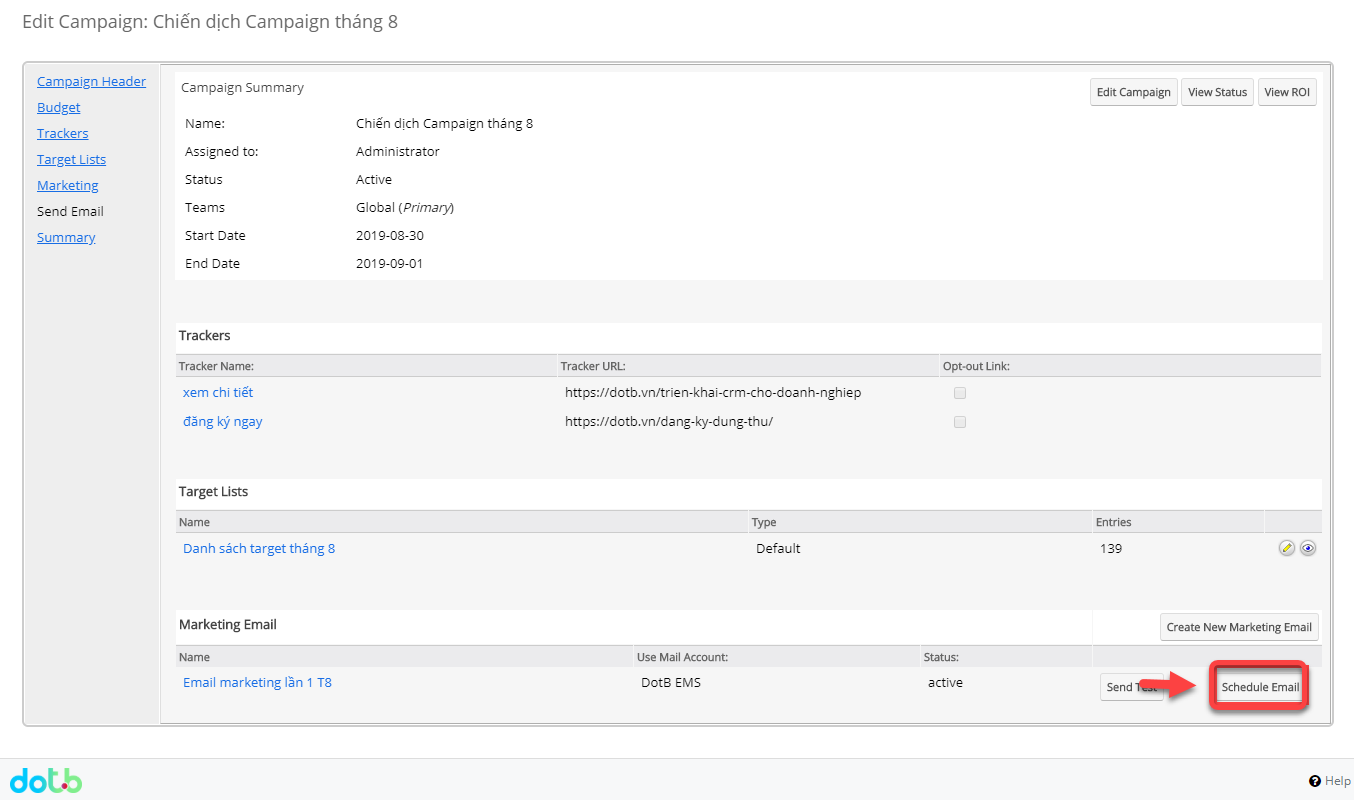 Edit Campaign: Chiến dịch Campaign tháng 8
Campaign Header
Budget
Trackers
Target Lists
Marketing
Send Email
Summary
Campaign Summary
Edit Campaign View Status View ROI
Name: Chiến dịch Campaign tháng 8
Assigned to: Administrator
Status Active
Teams Global (Primary)
Start Date 2019-08-30
End Date 2019-09-01
Trackers
Tracker Name: Tracker URL: Opt-out Link:
xem chi tiết https://dotb.vn/trien-khai-crm-cho-doanh-nghiep
đăng ký ngay https://dotb.vn/dang-ky-dung-thu/
Target Lists
Name Type Entries
Danh sách target tháng 8 Default 139
Marketing Email Create New Marketing Email
Name Use Mail Account: Status:
Email marketing lần 1 T8 DotB EMS active Send Test Schedule Email
dotb
Help